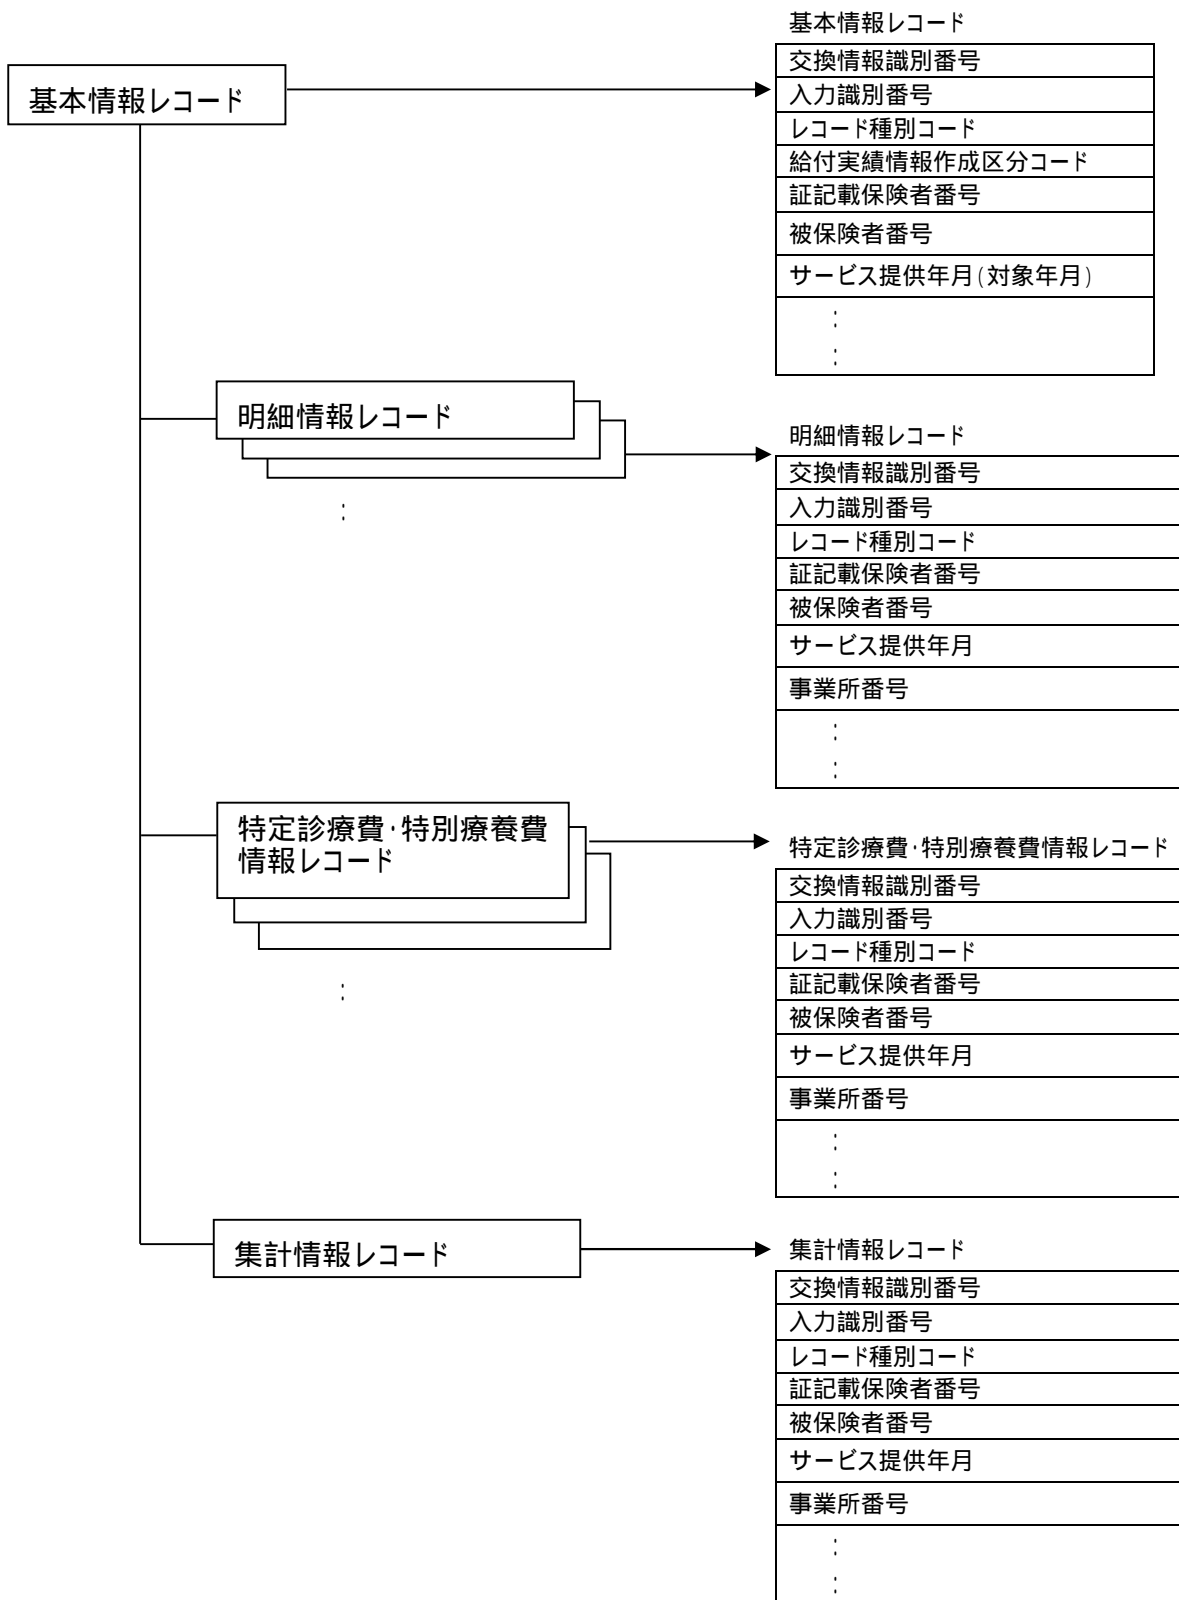 基本情報レコード
基本情報レコード
交換情報識別番号
入力識別番号
レコード種別コード
給付実績情報作成区分コード
証記載保険者番号
被保険者番号
サービス提供年月(対象年月)
:
:
明細情報レコード
:
明細情報レコード
交換情報識別番号
入力識別番号
レコード種別コード
証記載保険者番号
被保険者番号
サービス提供年月
事業所番号
:
:
特定診療費・特別療養費
情報レコード
:
特定診療費・特別療養費情報レコード
交換情報識別番号
入力識別番号
レコード種別コード
証記載保険者番号
被保険者番号
サービス提供年月
事業所番号
:
:
集計情報レコード
集計情報レコード
交換情報識別番号
入力識別番号
レコード種別コード
証記載保険者番号
被保険者番号
サービス提供年月
事業所番号
:
: